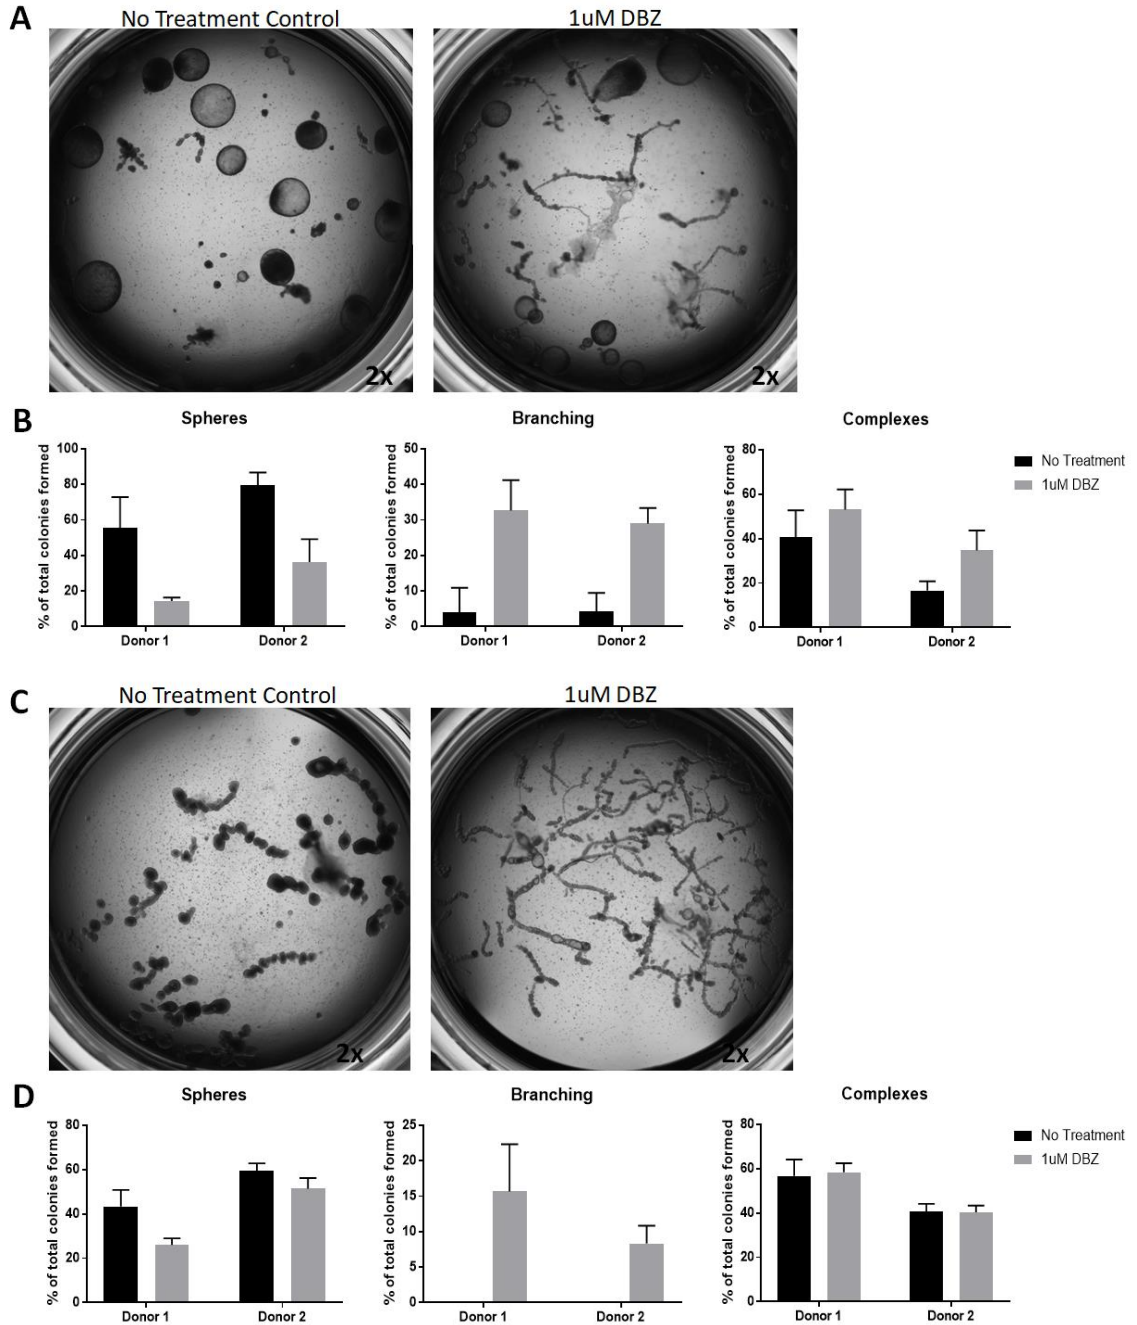 A
No Treatment Control
1uM DBZ
2x
2x
B
Spheres
Branching
Complexes
% of total colonies formed
100
80
60
40
20
0
Donor 1
Donor 2
% of total colonies formed
50
40
30
20
10
0
Donor 1
Donor 2
% of total colonies formed
80
60
40
20
0
Donor 1
Donor 2
No Treatment
1uM DBZ
C
No Treatment Control
1uM DBZ
2x
2x
D
Spheres
Branching
Complexes
% of total colonies formed
80
60
40
20
0
Donor 1
Donor 2
% of total colonies formed
25
20
15
10
5
0
Donor 1
Donor 2
% of total colonies formed
80
60
40
20
0
Donor 1
Donor 2
No Treatment
1uM DBZ